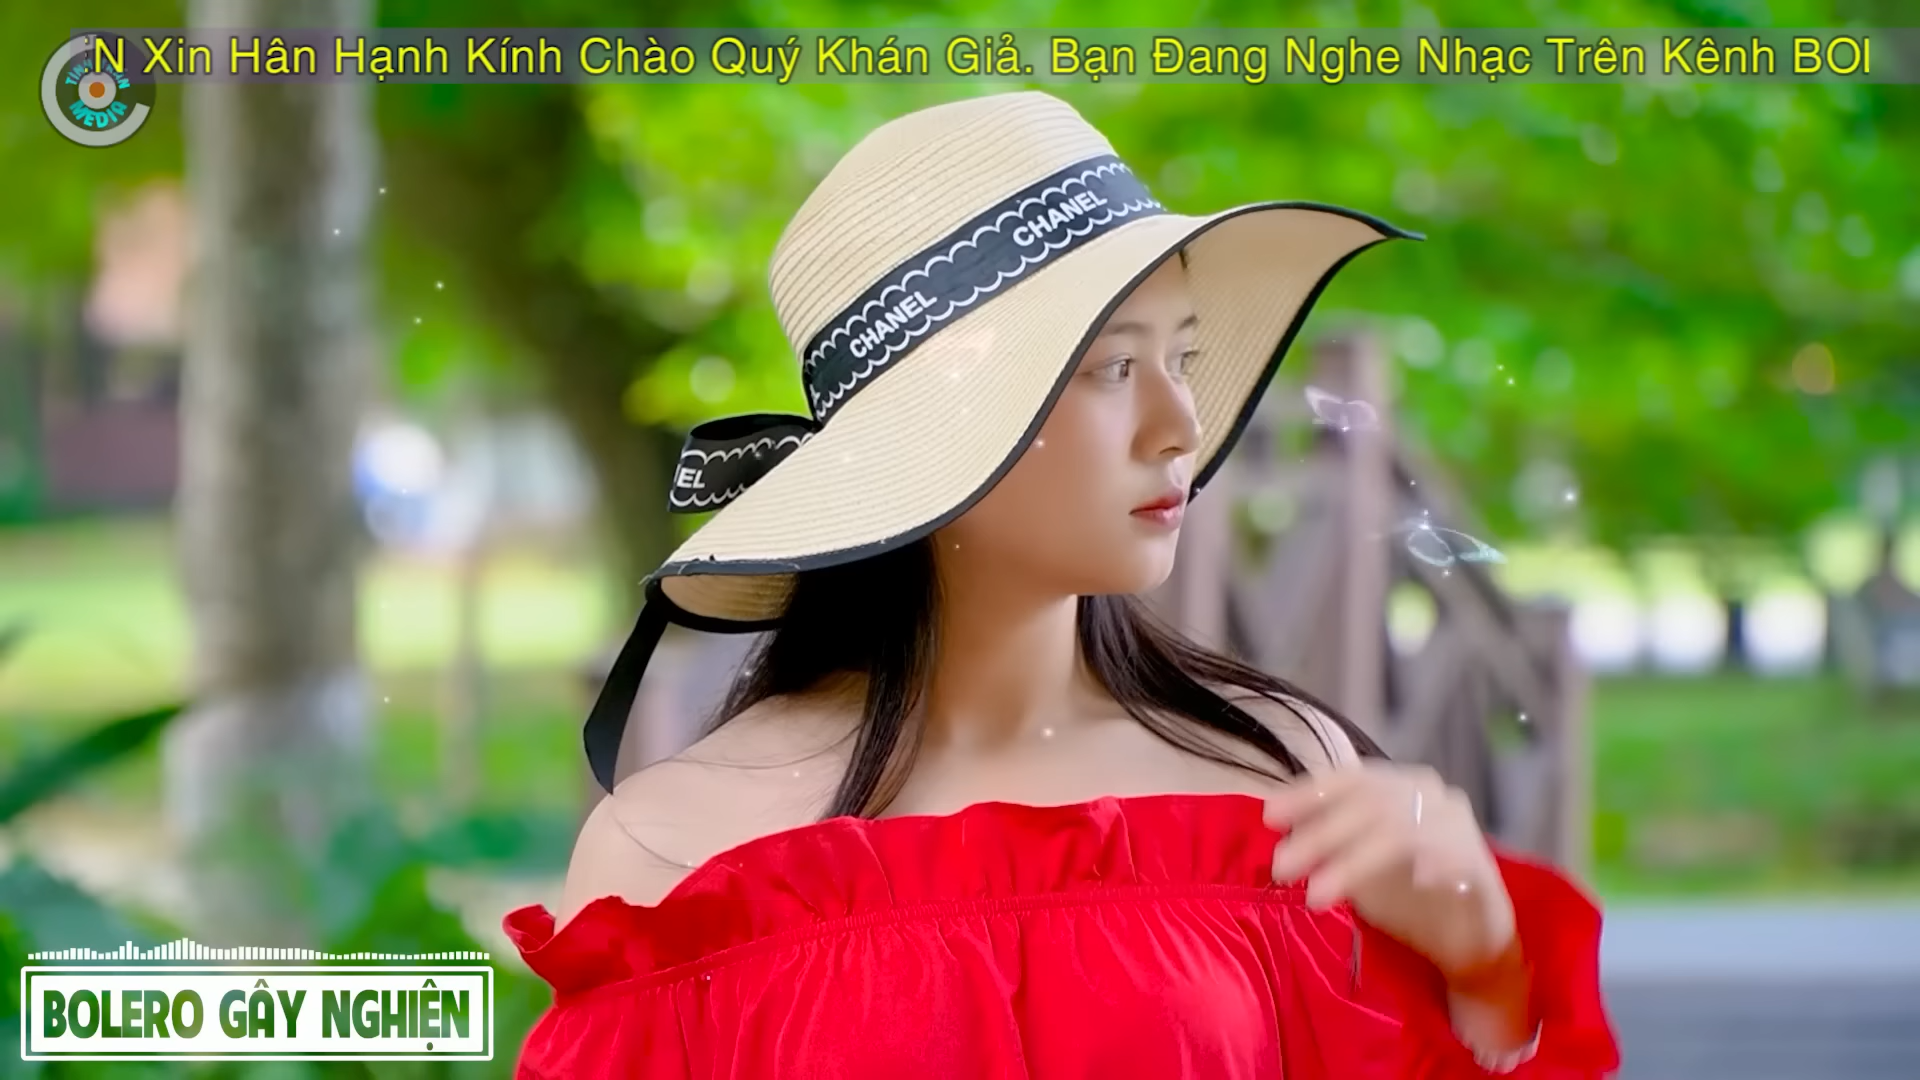 N Xin Hân Hạnh Kính Chào Quý Khán Giả. Bạn Đang Nghe Nhạc Trên Kênh BOI
MEDIA
CHANEL
CHANEL
EL
BOLERO GÂY NGHIỆN